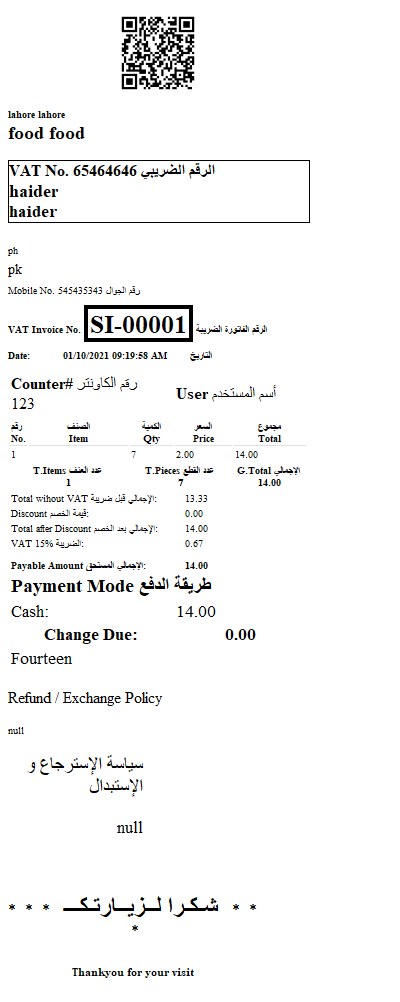 lahore lahore
food food
VAT No. 65464646 الرقم الضريبي
haider
haider
ph
pk
Mobile No. 545435343 رقم الجوال
VAT Invoice No. SI-00001 الرقم الفاتورة الضريبة
Date: 01/10/2021 09:19:58 AM التاريخ
Counter# رقم الكاونتر User أسم المستخدم
123
رقم الصنف الكمية السعر مجموع
No. Item Qty Price Total
1 7 2.00 14.00
T.Items عدد الصنف T.Pieces عدد القطع G.Total الإجمالي
1 7 14.00
Total wihout VAT الإجمالي قبل ضريبة: 13.33
Discount قيمة الخصم: 0.00
Total after Discount الإجمالي بعد الخصم: 14.00
VAT 15% الضريبة: 0.67
Payable Amount الإجمالي المستحق: 14.00
Payment Mode طريقة الدفع
Cash: 14.00
Change Due: 0.00
Fourteen
Refund / Exchange Policy
null
سياسة الإسترجاع و
الإستبدال
null
* * * شـكـرا لــزيــارتـكـــ * *
*
Thankyou for your visit